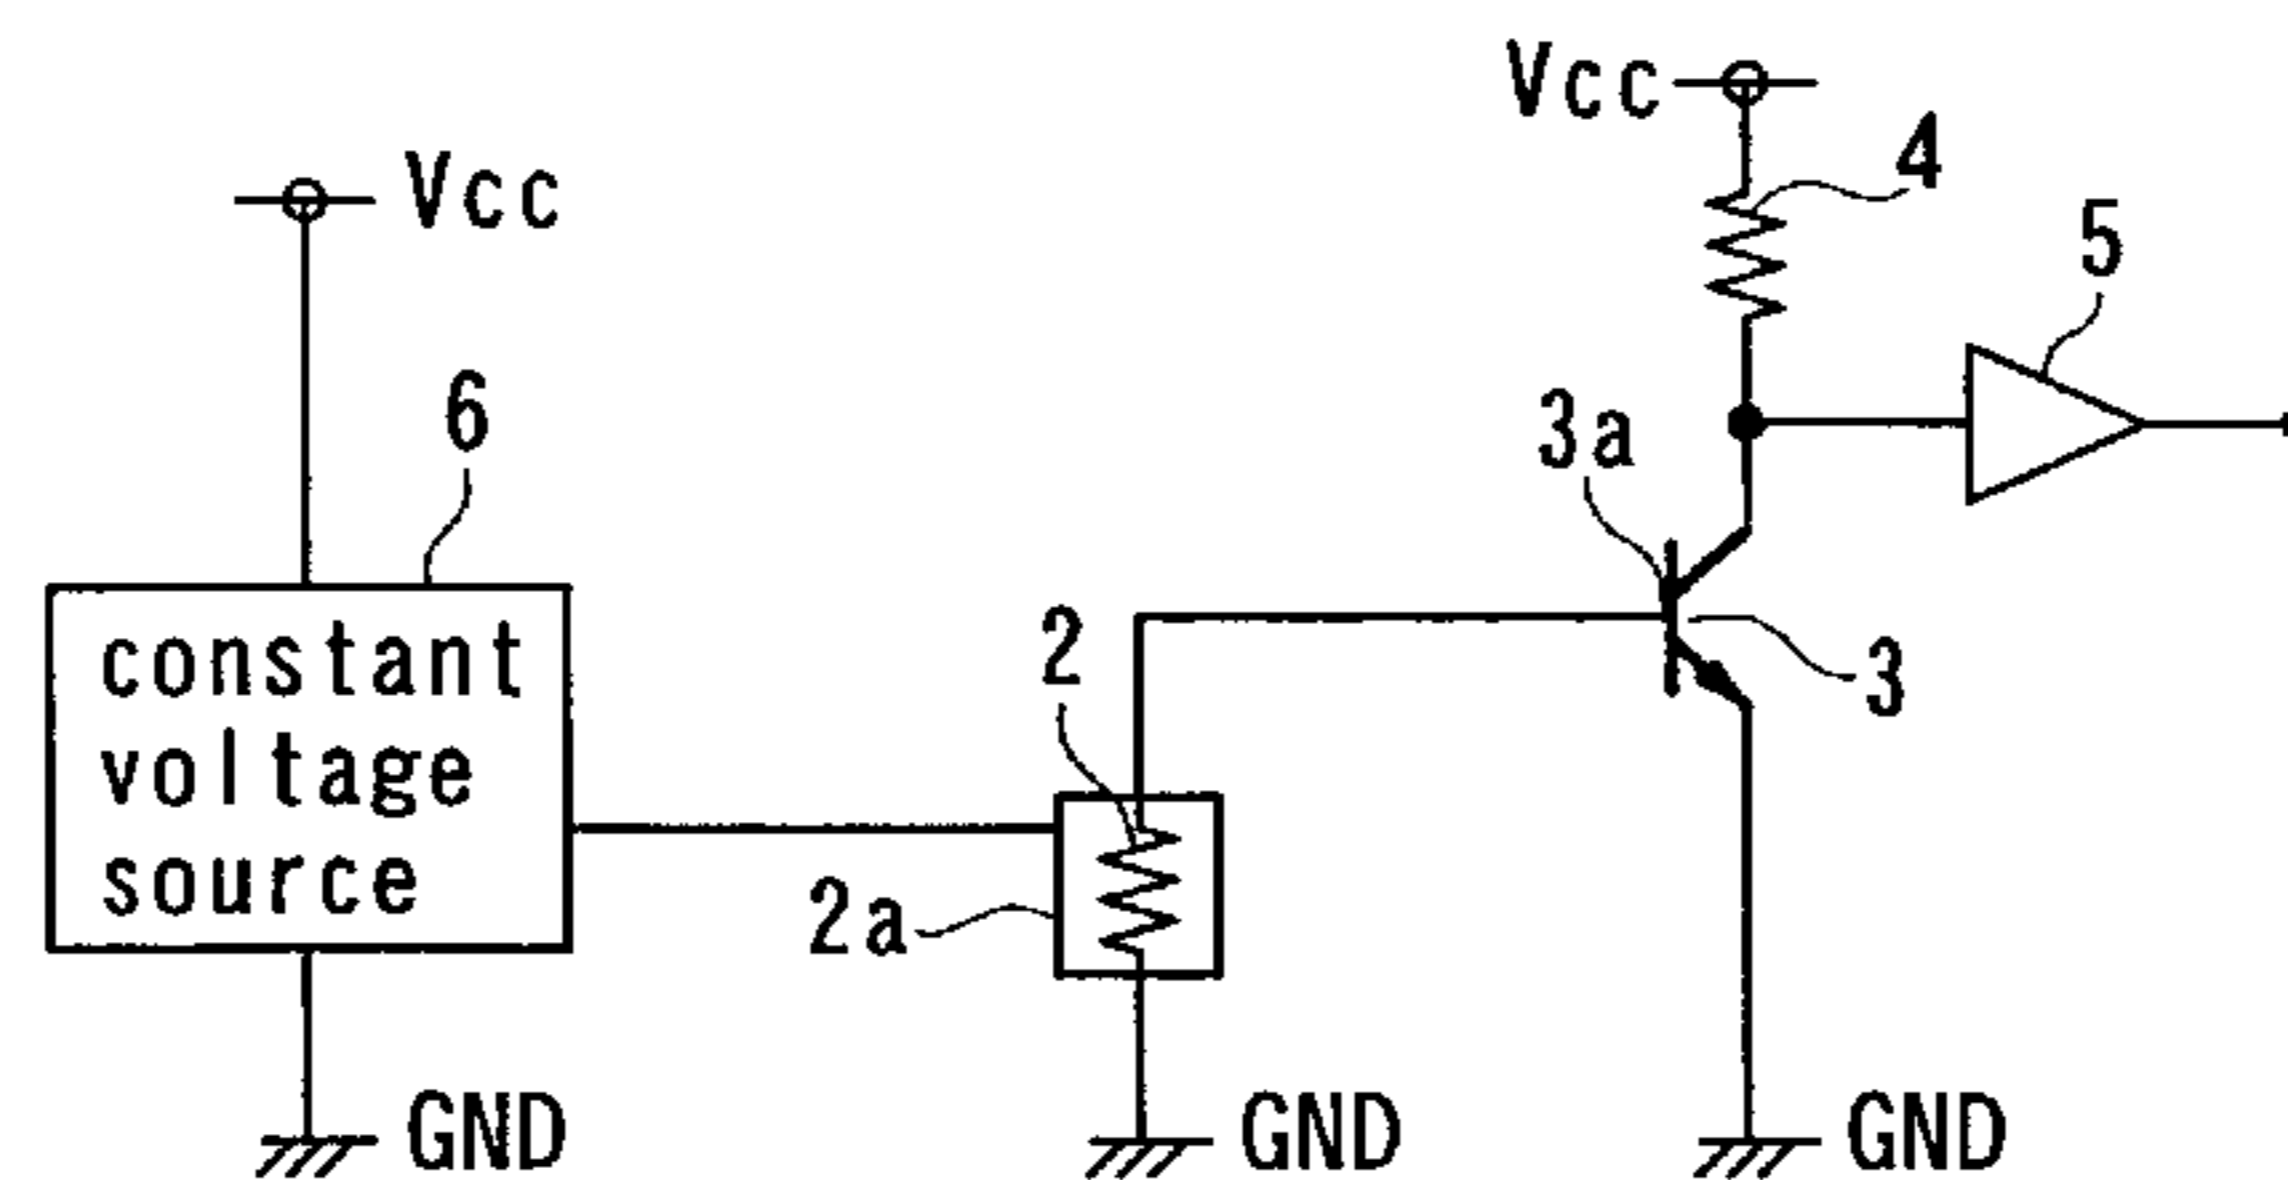 Vcc
4
Vcc
5
6
3a
constant
voltage
source
2
3
2a
GND
GND
GND